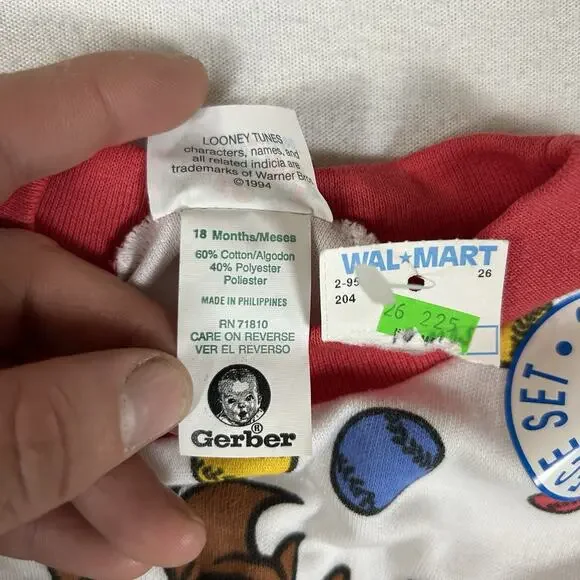 LOONEY TUNES
characters, names, and
all related indicia are
trademarks of Warner Bros
©1994
18 Months/Meses
60% Cotton/Algodon
40% Polyester
Poliester
MADE IN PHILIPPINES
RN 71810
CARE ON REVERSE
VER EL REVERSO
Gerber®
WAL★MART
2-95 26
204
26 225
SET